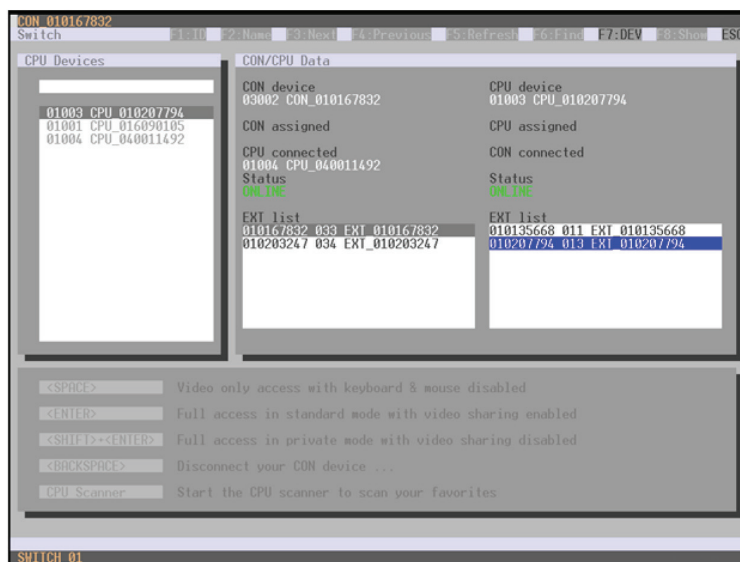 CON 010167832
Switch F1:ID F2:Name F3:Next F4:Previous F5:Refresh F6:Find F7:DEV F8:Show ESC
CPU Devices
01003 CPU_010207794
01001 CPU_016090105
01004 CPU_040011492
CON/CPU Data
CON device CPU device
03002 CON_010167832 01003 CPU_010207794
CON assigned CPU assigned
CPU connected CON connected
01004 CPU_040011492
Status Status
ONLINE ONLINE
EXT list EXT list
010167832 033 EXT_010167832 010135668 011 EXT_010135668
010203247 034 EXT_010203247 010207794 013 EXT_010207794
<SPACE> Video only access with keyboard & mouse disabled
<ENTER> Full access in standard mode with video sharing enabled
<SHIFT>+<ENTER> Full access in private mode with video sharing disabled
<BACKSPACE> Disconnect your CON device ...
CPU Scanner Start the CPU scanner to scan your favorites
SWITCH_01